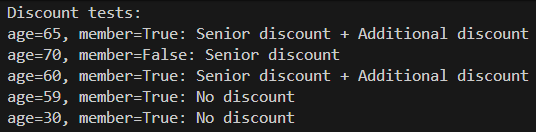 Discount tests:
age=65, member=True: Senior discount + Additional discount
age=70, member=False: Senior discount
age=60, member=True: Senior discount + Additional discount
age=59, member=True: No discount
age=30, member=True: No discount